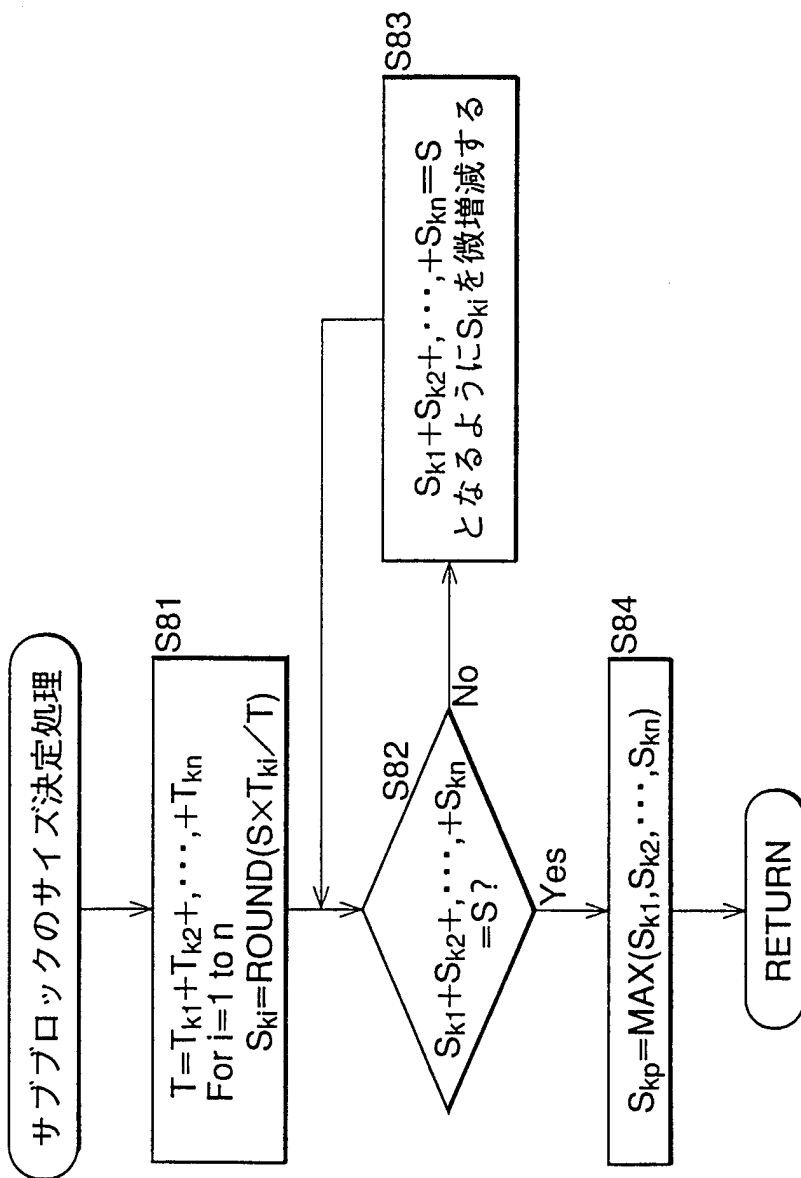 サブブロックのサイズ決定処理
S81
T=Tk1+Tk2+,･･･,+Tkn
For i=1 to n
Ski=ROUND(S×Tki／T)
S82
Sk1+Sk2+,･･･,+Skn
=S?
No
Yes
S83
Sk1+Sk2+,･･･,+Skn=S
となるようにSkiを微増減する
S84
Skp=MAX(Sk1,Sk2,･･･,Skn)
RETURN